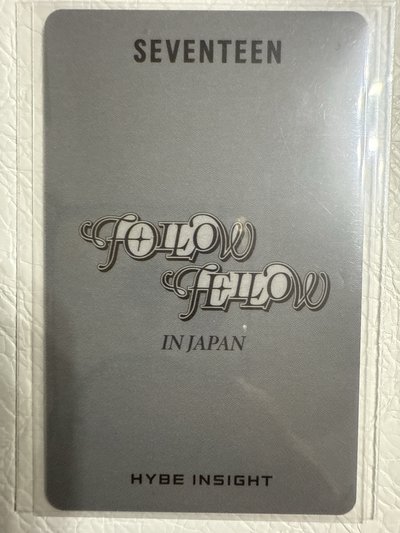 SEVENTEEN
FOLLOW
FELLOW
IN JAPAN
HYBE INSIGHT